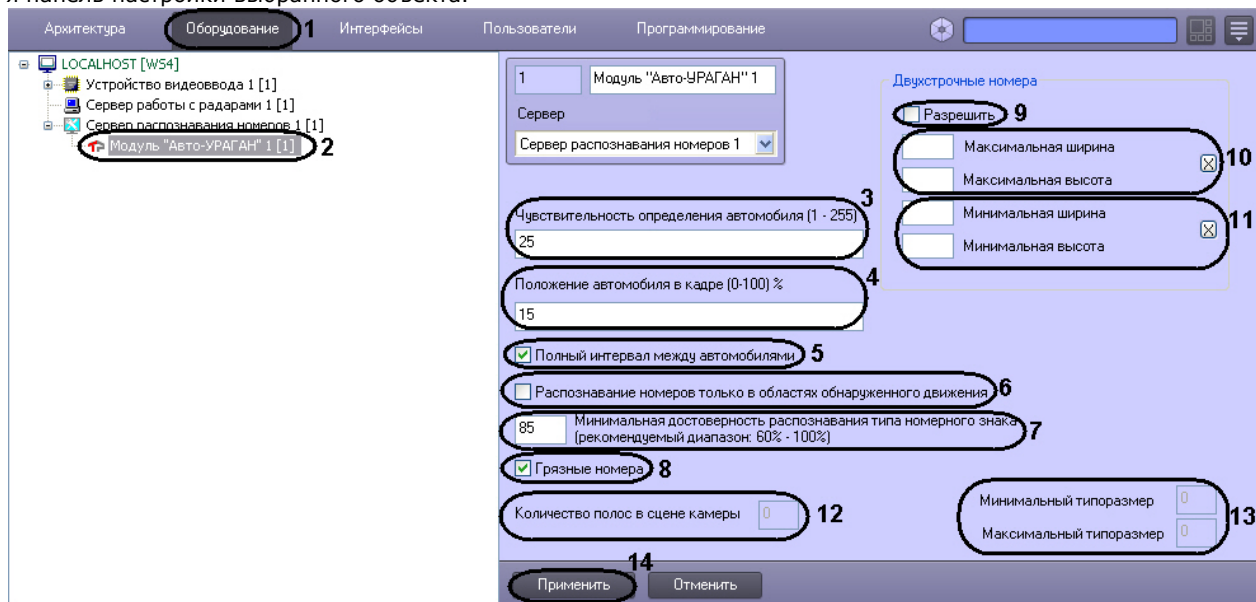 я панель настройки выбранного объекта.
Архитектура Оборудование 1 Интерфейсы Пользователи Программирование
LOCALHOST [WS4]
Устройство видеоввода 1 [1]
Сервер работы с радарами 1 [1]
Сервер распознавания номеров 1 [1]
Модуль "Авто-УРАГАН" 1 [1] 2
1 Модуль "Авто-УРАГАН" 1
Сервер
Сервер распознавания номеров 1
3
Чувствительность определения автомобиля (1 - 255)
25
4
Положение автомобиля в кадре (0-100) %
15
Полный интервал между автомобилями 5
Распознавание номеров только в областях обнаруженного движения 6
85 Минимальная достоверность распознавания типа номерного знака
(рекомендуемый диапазон: 60% - 100%) 7
Грязные номера 8
Количество полос в сцене камеры 0 12
Двухстрочные номера
Разрешить 9
Максимальная ширина
10
Максимальная высота
Минимальная ширина
11
Минимальная высота
Минимальный типоразмер 0
13
Максимальный типоразмер 0
14
Применить Отменить